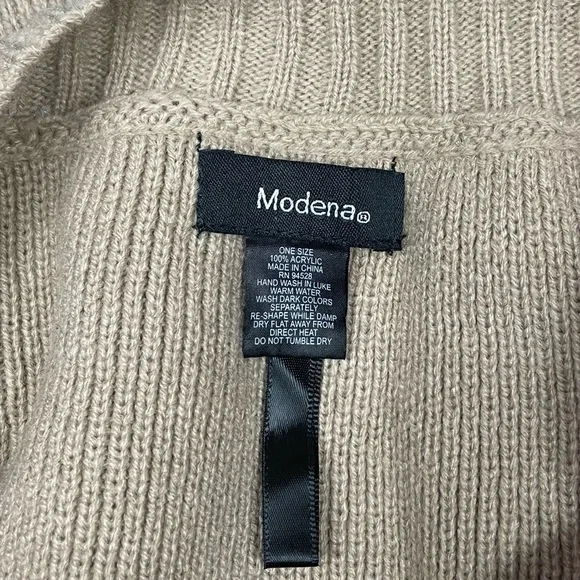 Modena®
ONE SIZE
100% ACRYLIC
MADE IN CHINA
RN 94528
HAND WASH IN LUKE
WARM WATER
WASH DARK COLORS
SEPARATELY
RE-SHAPE WHILE DAMP
DRY FLAT AWAY FROM
DIRECT HEAT
DO NOT TUMBLE DRY